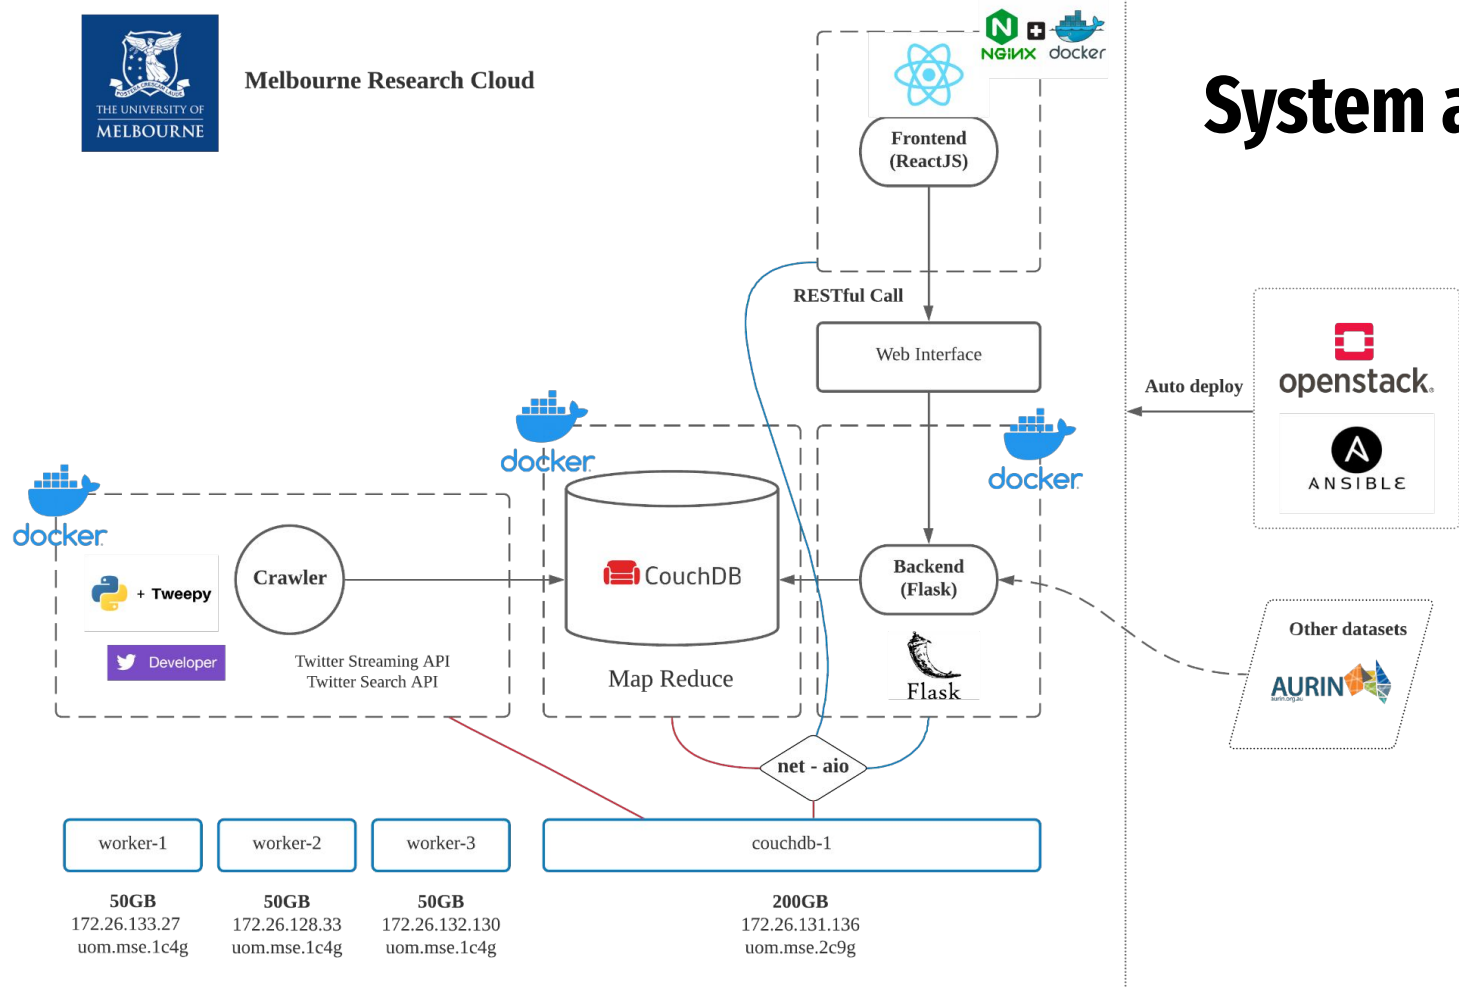 THE UNIVERSITY OF
MELBOURNE
Melbourne Research Cloud
NGiNX
docker
System a
Frontend
(ReactJS)
RESTful Call
Web Interface
openstack.
Auto deploy
ANSIBLE
docker
docker
docker
CouchDB
Map Reduce
Backend
(Flask)
Flask
Crawler
+ Tweepy
Developer
Twitter Streaming API
Twitter Search API
Other datasets
AURIN
aurin.org.au
net - aio
worker-1
worker-2
worker-3
couchdb-1
50GB
172.26.133.27
uom.mse.1c4g
50GB
172.26.128.33
uom.mse.1c4g
50GB
172.26.132.130
uom.mse.1c4g
200GB
172.26.131.136
uom.mse.2c9g